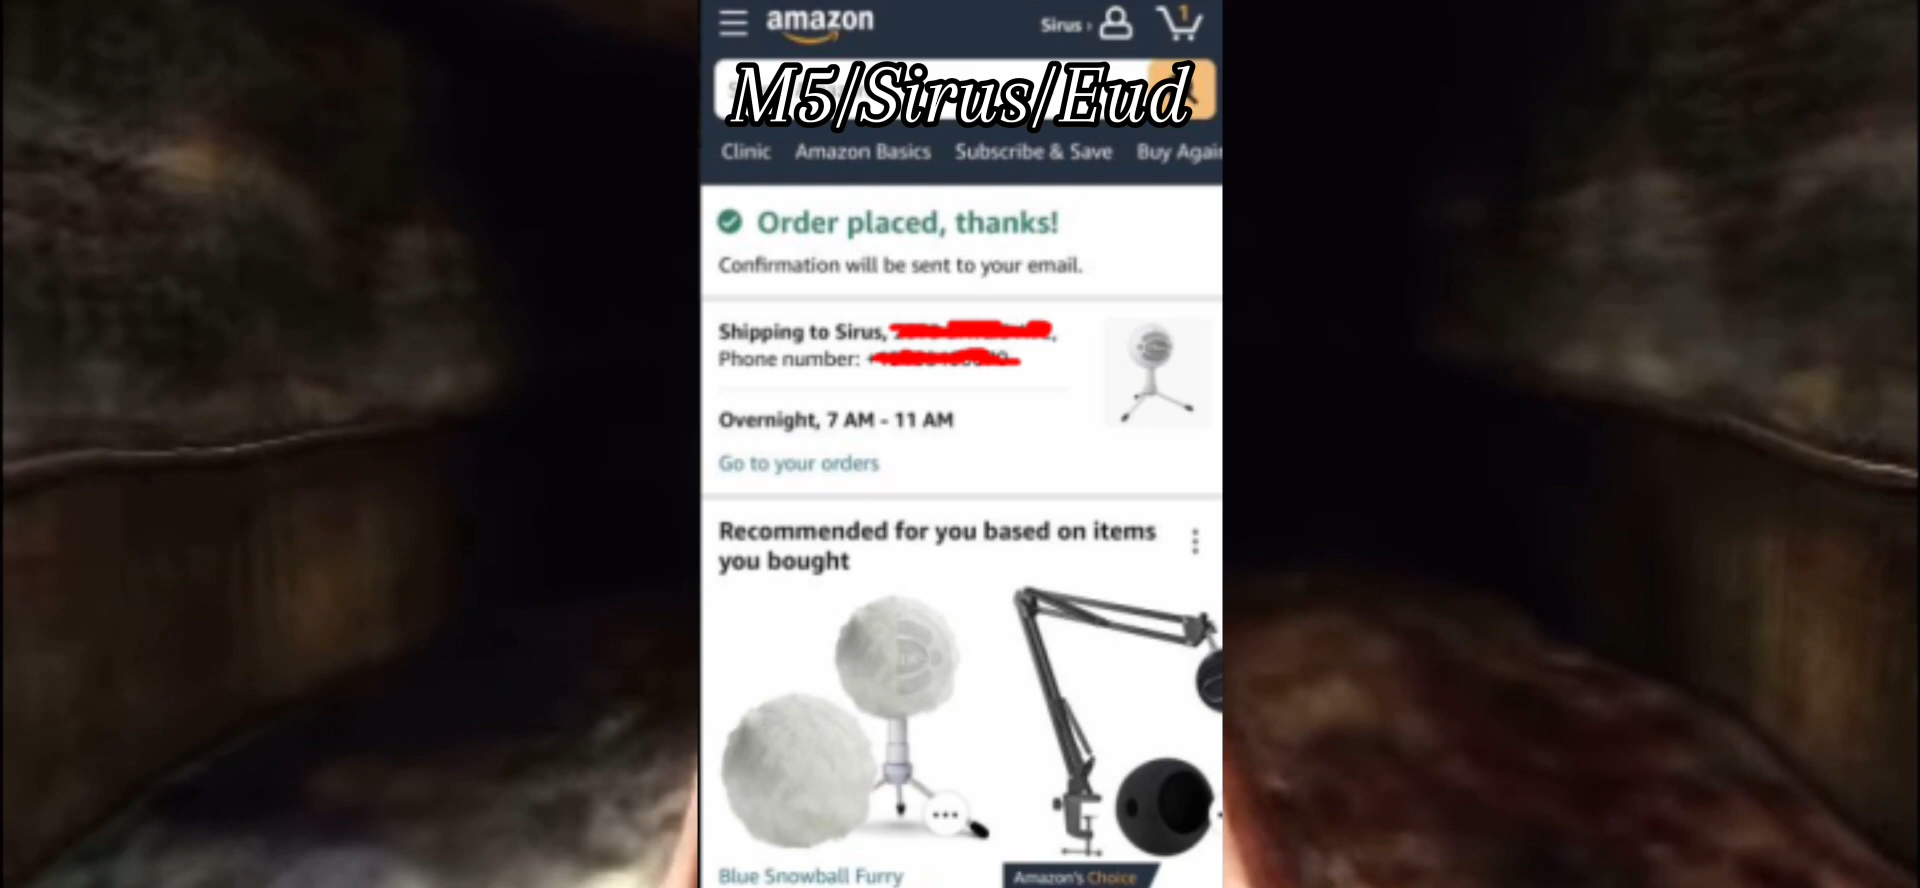 amazon
Sirus ›
1
M5/Sirus/Eud
Clinic Amazon Basics Subscribe & Save Buy Again
Order placed, thanks!
Confirmation will be sent to your email.
Shipping to Sirus,
Phone number:
Overnight, 7 AM - 11 AM
Go to your orders
Recommended for you based on items
you bought
Blue Snowball Furry
Amazon's Choice